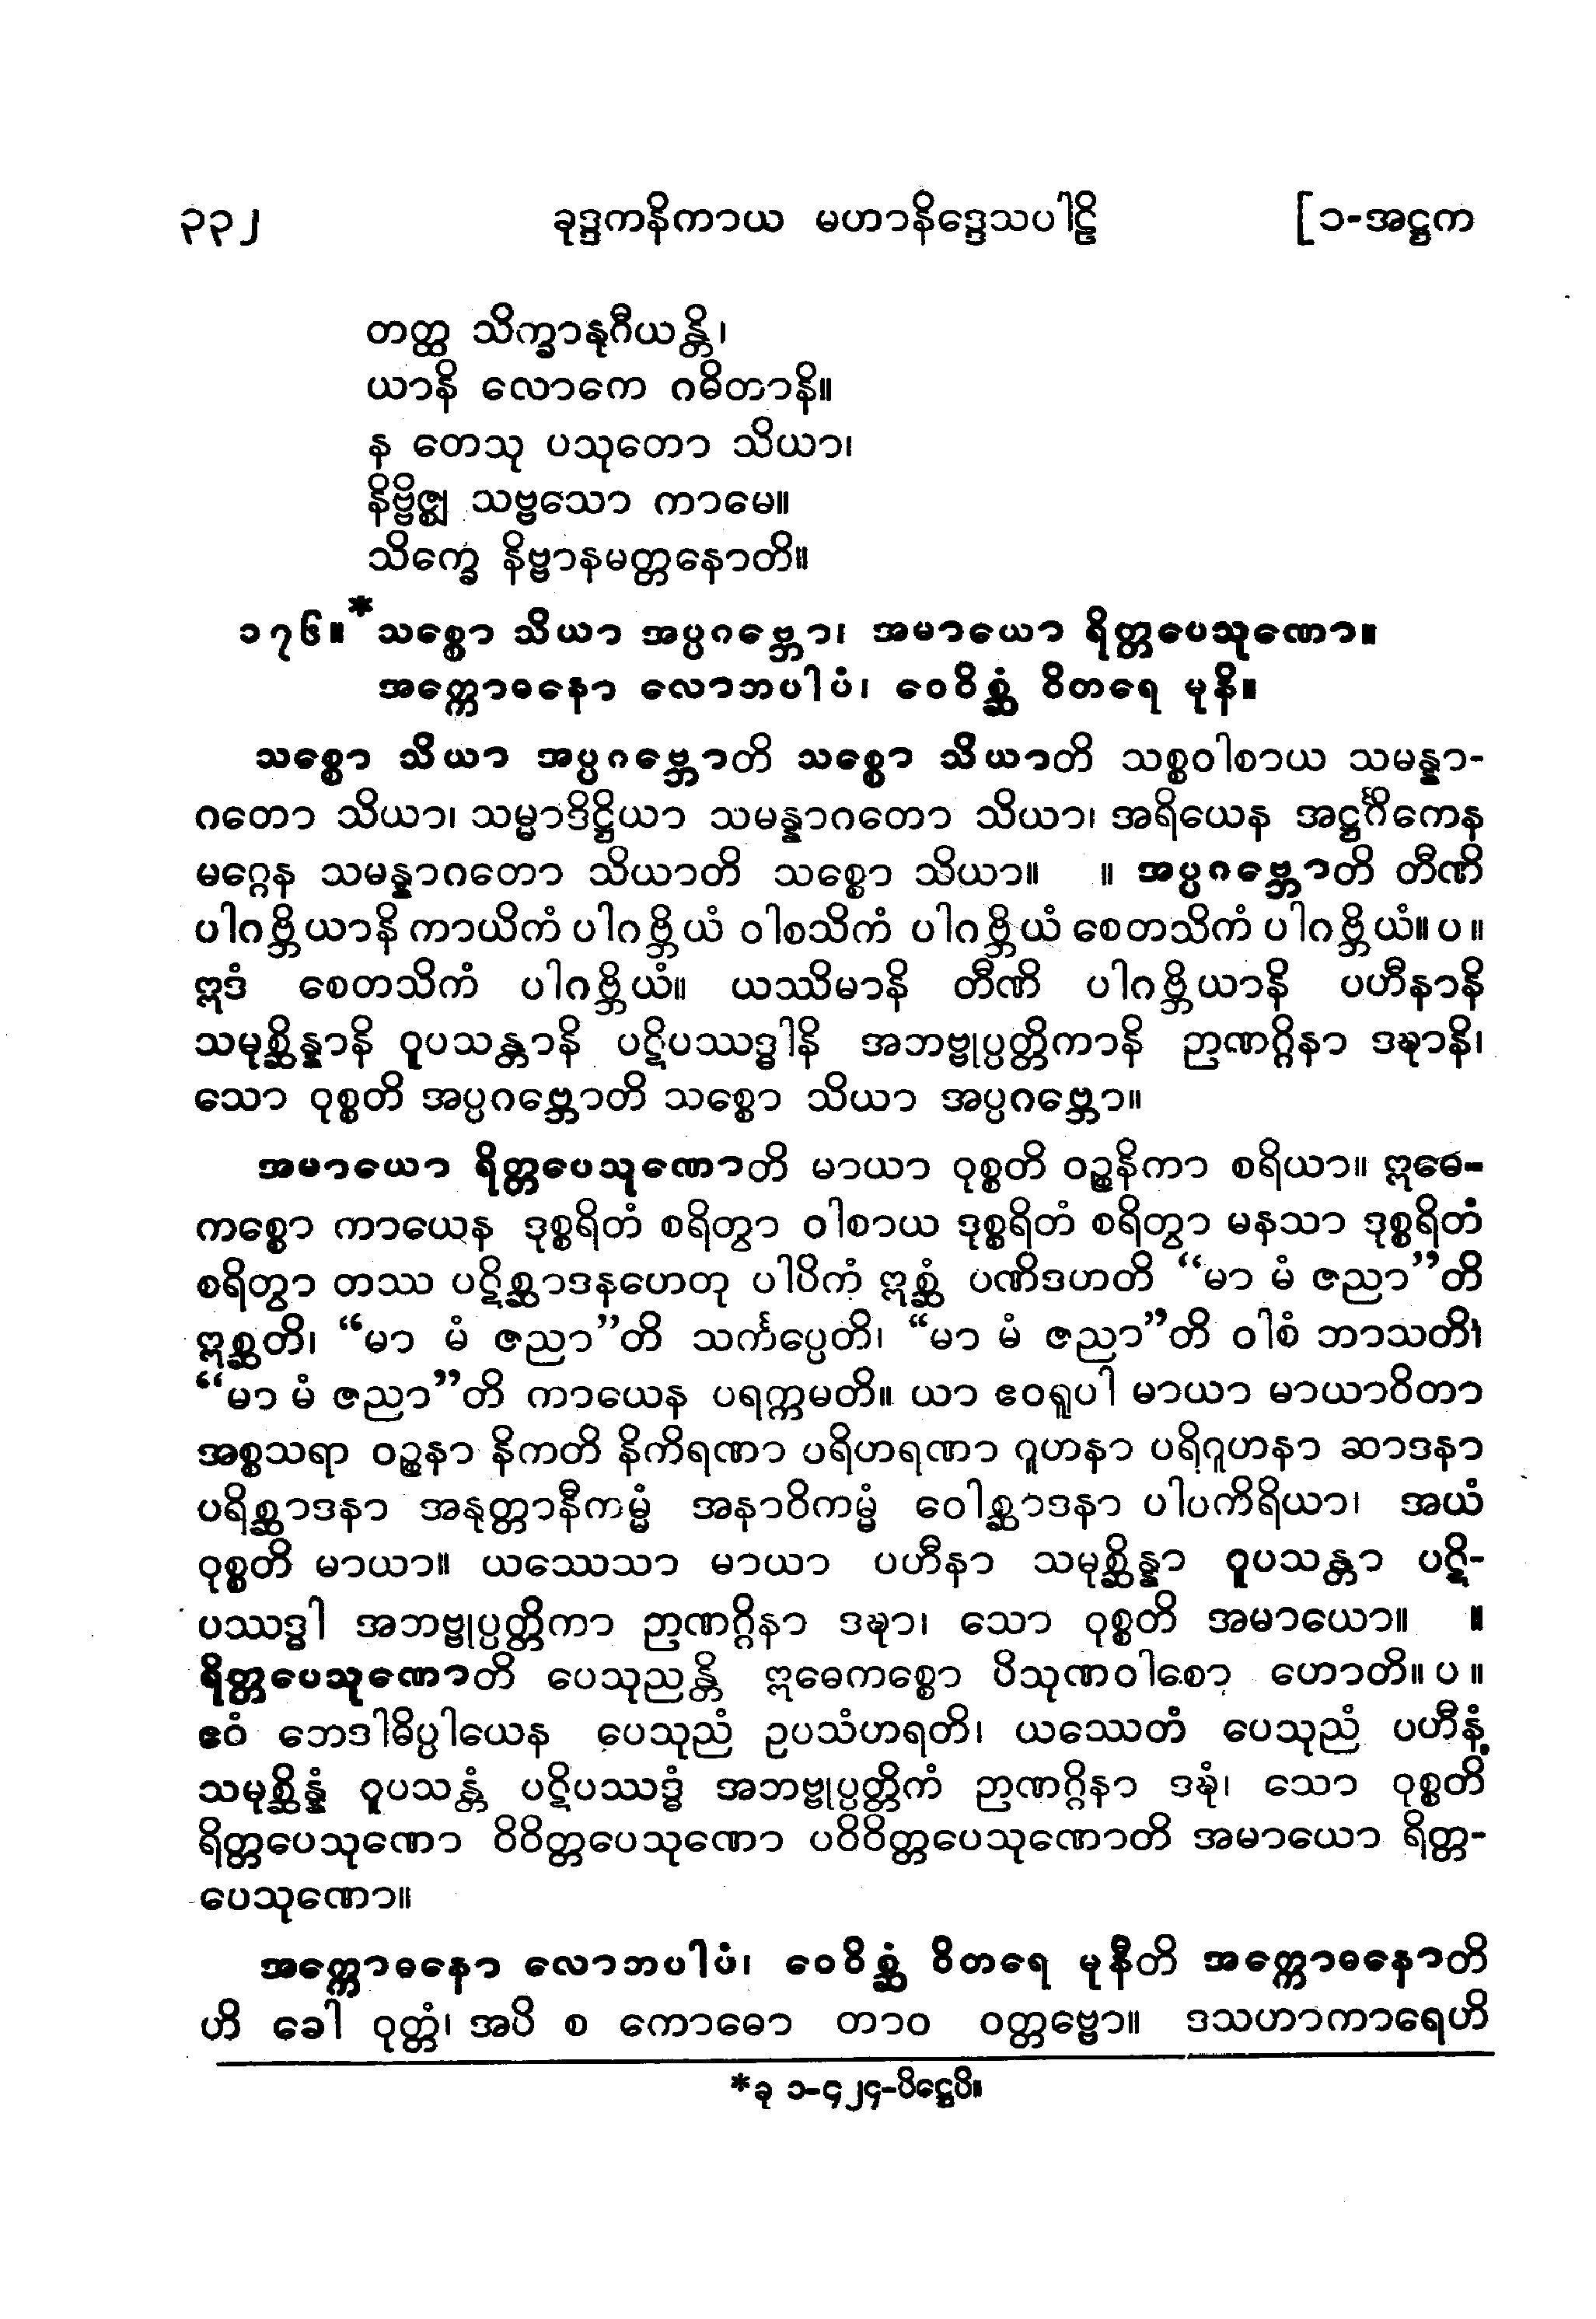 ၃၃၂ ခုဒ္ဒကနိကာယ မဟာနိဒ္ဒေသပါဠိ [၁-အဋ္ဌက
တတ္ထ သိက္ခာနုဂီယန္တိ၊
ယာနိ လောကေ ဂဓိတာနိ။
န တေသု ပသုတော သိယာ၊
နိဗ္ဗိဇ္ဈ သဗ္ဗသော ကာမေ။
သိက္ခေ နိဗ္ဗာနမတ္တနောတိ။
၁၇၆။*သစ္စော သိယာ အပ္ပဂဗ္ဘော၊ အမာယော ရိတ္တပေသုဏော။
အက္ကောဓနော လောဘပါပံ၊ ဝေဝိစ္ဆံ ဝိတရေ မုနိ။
သစ္စော သိယာ အပ္ပဂဗ္ဘောတိ သစ္စော သိယာတိ သစ္စဝါစာယ သမန္နာ-
ဂတော သိယာ၊ သမ္မာဒိဋ္ဌိယာ သမန္နာဂတော သိယာ၊ အရိယေန အဋ္ဌင်္ဂိကေန
မဂ္ဂေန သမန္နာဂတော သိယာတိ သစ္စော သိယာ။ ။ အပ္ပဂဗ္ဘောတိ တီဏိ
ပါဂဗ္ဘိယာနိ ကာယိကံ ပါဂဗ္ဘိယံ ဝါစသိကံ ပါဂဗ္ဘိယံ စေတသိကံ ပါဂဗ္ဘိယံ။ ပ ။
ဣဒံ စေတသိကံ ပါဂဗ္ဘိယံ။ ယဿိမာနိ တီဏိ ပါဂဗ္ဘိယာနိ ပဟီနာနိ
သမုစ္ဆိန္နာနိ ဝူပသန္တာနိ ပဋိပဿဒ္ဓါနိ အဘဗ္ဗုပ္ပတ္တိကာနိ ဉာဏဂ္ဂိနာ ဒဍ္ဎာနိ၊
သော ဝုစ္စတိ အပ္ပဂဗ္ဘောတိ သစ္စော သိယာ အပ္ပဂဗ္ဘော။
အမာယော ရိတ္တပေသုဏောတိ မာယာ ဝုစ္စတိ ဝဉ္စနိကာ စရိယာ။ ဣဓေ-
ကစ္စော ကာယေန ဒုစ္စရိတံ စရိတွာ ဝါစာယ ဒုစ္စရိတံ စရိတွာ မနသာ ဒုစ္စရိတံ
စရိတွာ တဿ ပဋိစ္ဆာဒနဟေတု ပါပိကံ ဣစ္ဆံ ပဏိဒဟတိ “မာ မံ ဇညာ”တိ
ဣစ္ဆတိ၊ “မာ မံ ဇညာ”တိ သင်္ကပ္ပေတိ၊ “မာ မံ ဇညာ”တိ ဝါစံ ဘာသတိ၊
“မာ မံ ဇညာ”တိ ကာယေန ပရက္ကမတိ။ ယာ ဧဝရူပါ မာယာ မာယာဝိတာ
အစ္စသရာ ဝဉ္စနာ နိကတိ နိကိရဏာ ပရိဟရဏာ ဂူဟနာ ပရိဂူဟနာ ဆာဒနာ
ပရိစ္ဆာဒနာ အနုတ္တာနီကမ္မံ အနာဝိကမ္မံ ဝေါစ္ဆာဒနာ ပါပကိရိယာ၊ အယံ
ဝုစ္စတိ မာယာ။ ယဿေသာ မာယာ ပဟီနာ သမုစ္ဆိန္နာ ဝူပသန္တာ ပဋိ-
ပဿဒ္ဓါ အဘဗ္ဗုပ္ပတ္တိကာ ဉာဏဂ္ဂိနာ ဒဍ္ဎာ၊ သော ဝုစ္စတိ အမာယော။ ။
ရိတ္တပေသုဏောတိ ပေသုညန္တိ ဣဓေကစ္စော ပိသုဏဝါစော ဟောတိ။ ပ ။
ဧဝံ ဘေဒါဓိပ္ပါယေန ပေသုညံ ဥပသံဟရတိ၊ ယဿေတံ ပေသုညံ ပဟီနံ
သမုစ္ဆိန္နံ ဝူပသန္တံ ပဋိပဿဒ္ဓံ အဘဗ္ဗုပ္ပတ္တိကံ ဉာဏဂ္ဂိနာ ဒဍ္ဎံ၊ သော ဝုစ္စတိ
ရိတ္တပေသုဏော ဝိဝိတ္တပေသုဏော ပဝိဝိတ္တပေသုဏောတိ အမာယော ရိတ္တ-
ပေသုဏော။
အက္ကောဓနော လောဘပါပံ၊ ဝေဝိစ္ဆံ ဝိတရေ မုနီတိ အက္ကောဓနောတိ
ဟိ ခေါ ဝုတ္တံ၊ အပိ စ ကောဓော တာဝ ဝတ္တဗ္ဗော။ ဒသဟာကာရေဟိ
*ခု ၁-၄၂၄-ပိဋ္ဌေပိ။